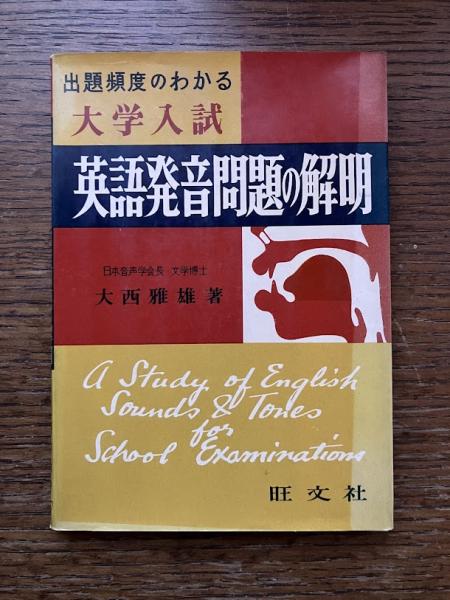 出題頻度のわかる
大学入試
英語発音問題の解明
日本音声学会長 文学博士
大西雅雄著
A Study of English
Sounds & Tones
for
School Examinations
旺文社